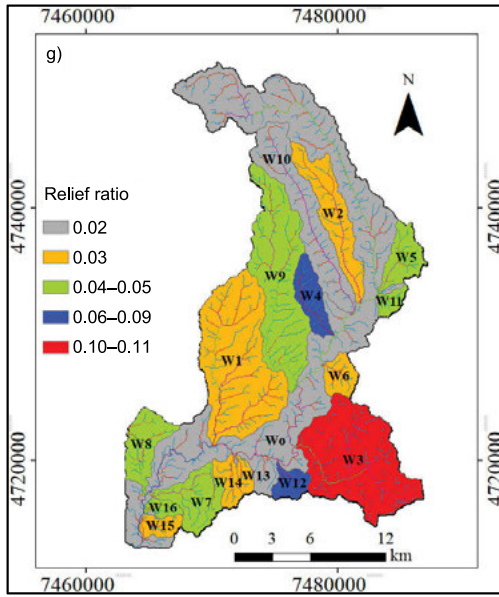 7460000 7480000
g)
N
W10
Relief ratio
0.02
0.03
0.04–0.05
0.06–0.09
0.10–0.11
W2
W5
W9
W4
W11
W1
W6
W8
Wo
W3
W13
W14
W12
W7
W16
W15
0 3 6 12
km
7460000 7480000
4740000
4720000
4740000
4720000